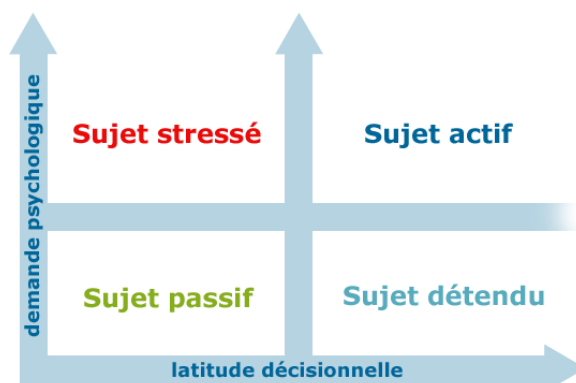 demande psychologique
Sujet stressé
Sujet actif
Sujet passif
Sujet détendu
latitude décisionnelle